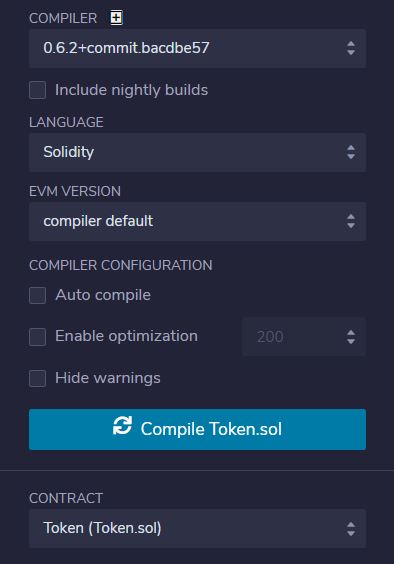 COMPILER
0.6.2+commit.bacdbe57
Include nightly builds
LANGUAGE
Solidity
EVM VERSION
compiler default
COMPILER CONFIGURATION
Auto compile
Enable optimization 200
Hide warnings
Compile Token.sol
CONTRACT
Token (Token.sol)